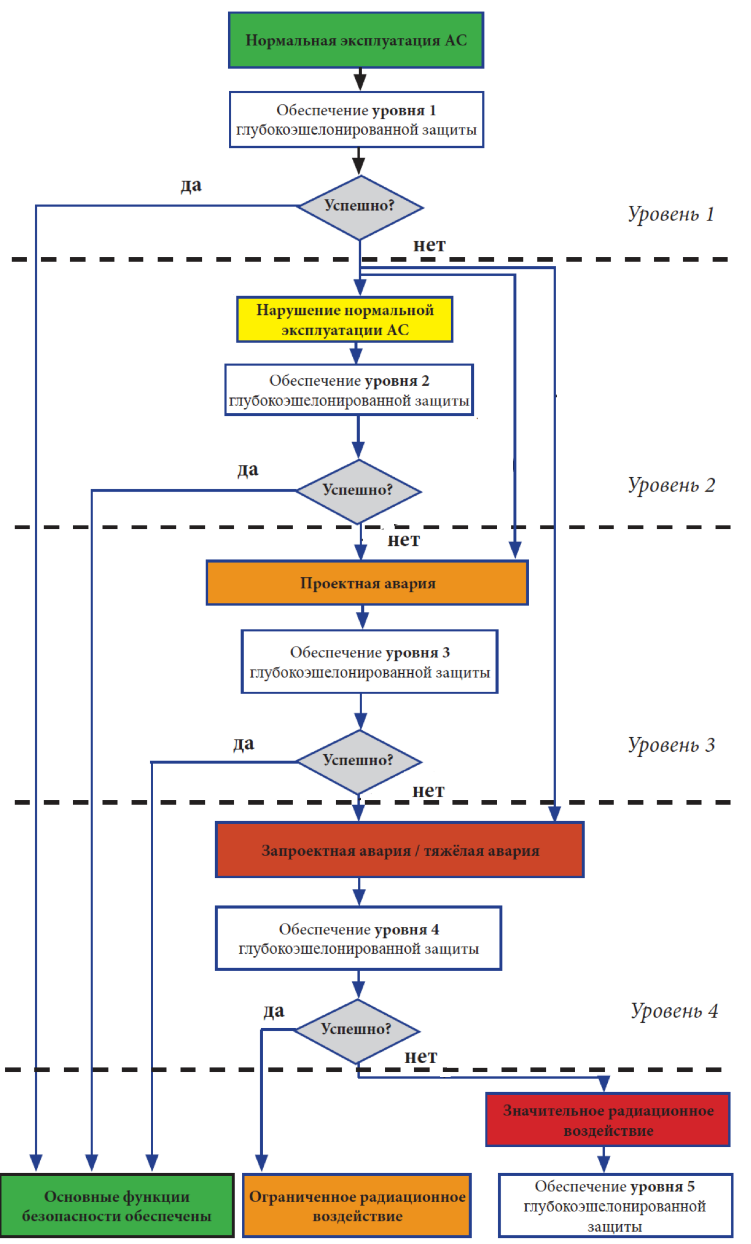 Нормальная эксплуатация АС
Обеспечение уровня 1
глубокоэшелонированной защиты
да
Успешно?
Уровень 1
нет
Нарушение нормальной
эксплуатации АС
Обеспечение уровня 2
глубокоэшелонированной защиты
да
Успешно?
Уровень 2
нет
Проектная авария
Обеспечение уровня 3
глубокоэшелонированной защиты
да
Успешно?
Уровень 3
нет
Запроектная авария / тяжёлая авария
Обеспечение уровня 4
глубокоэшелонированной защиты
да
Успешно?
Уровень 4
нет
Значительное радиационное
воздействие
Основные функции
безопасности обеспечены
Ограниченное радиационное
воздействие
Обеспечение уровня 5
глубокоэшелонированной
защиты